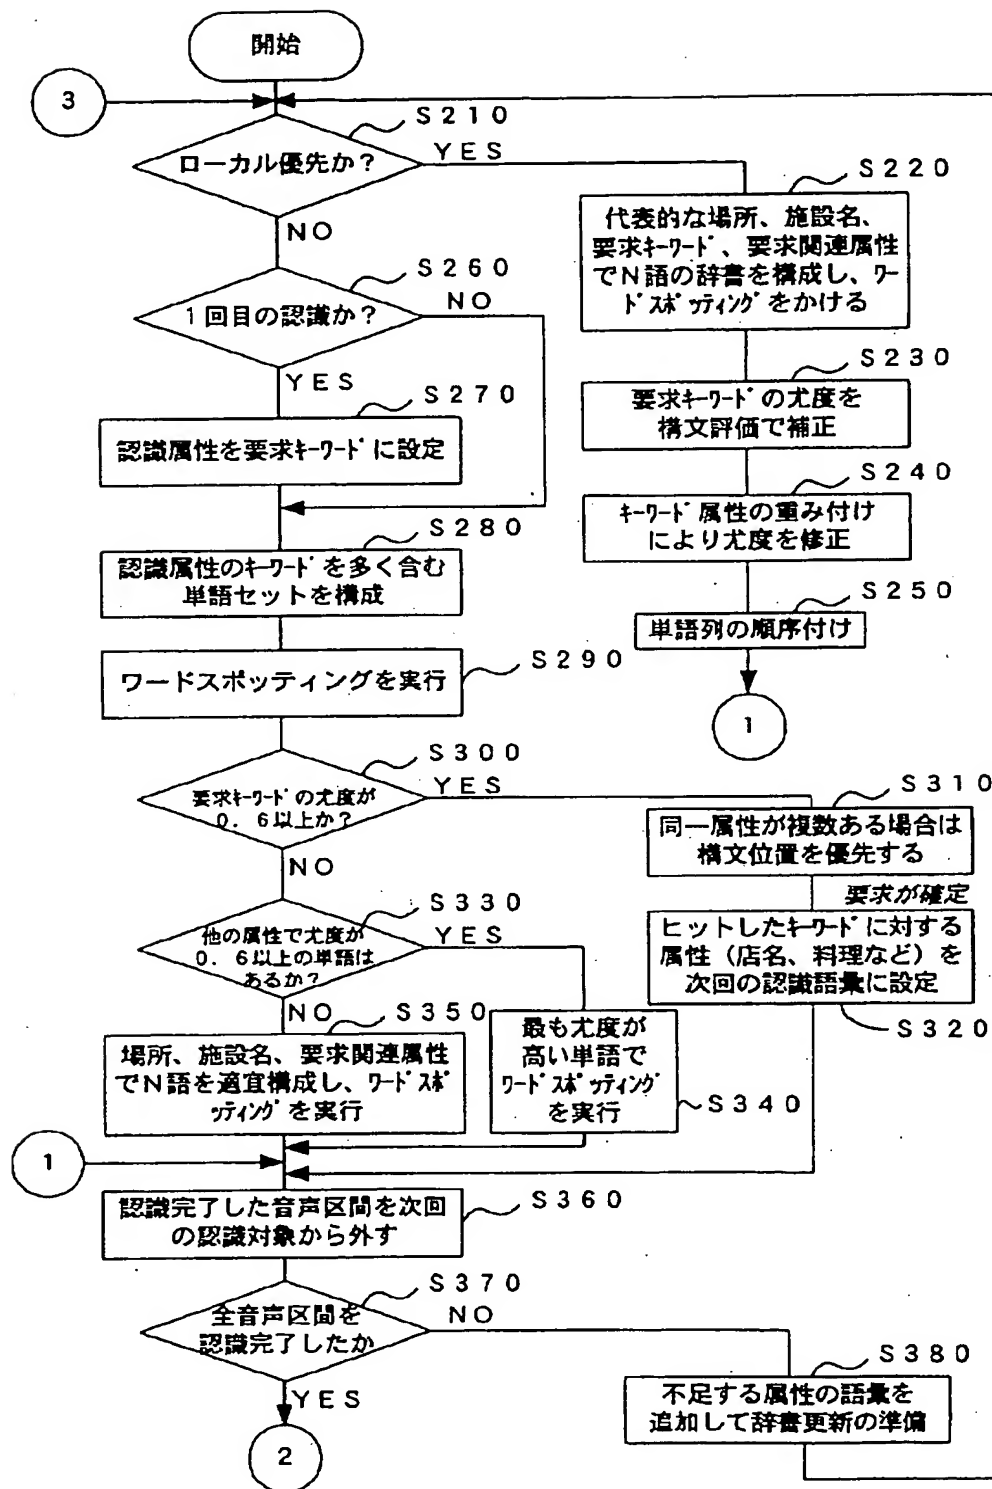 開始
3
S210
ローカル優先か？
YES
NO
S220
代表的な場所、施設名、
要求キーワード、要求関連属性
でN語の辞書を構成し、ワー
ドスポッティングをかける
S260
1回目の認識か？
NO
YES
S230
要求キーワードの尤度を
構文評価で補正
S270
認識属性を要求キーワードに設定
S240
キーワード属性の重み付け
により尤度を修正
S280
認識属性のキーワードを多く含む
単語セットを構成
S250
単語列の順序付け
S290
ワードスポッティングを実行
1
S300
要求キーワードの尤度が
0．6以上か？
YES
NO
S310
同一属性が複数ある場合は
構文位置を優先する
要求が確定
S330
他の属性で尤度が
0．6以上の単語は
あるか？
YES
NO
ヒットしたキーワードに対する
属性（店名、料理など）を
次回の認識語彙に設定
S320
S350
場所、施設名、要求関連属性
でN語を適宜構成し、ワードスポ
ッティングを実行
最も尤度が
高い単語で
ワードスポッティング
を実行
S340
1
S360
認識完了した音声区間を次回
の認識対象から外す
S370
全音声区間を
認識完了したか
NO
YES
S380
不足する属性の語彙を
追加して辞書更新の準備
2